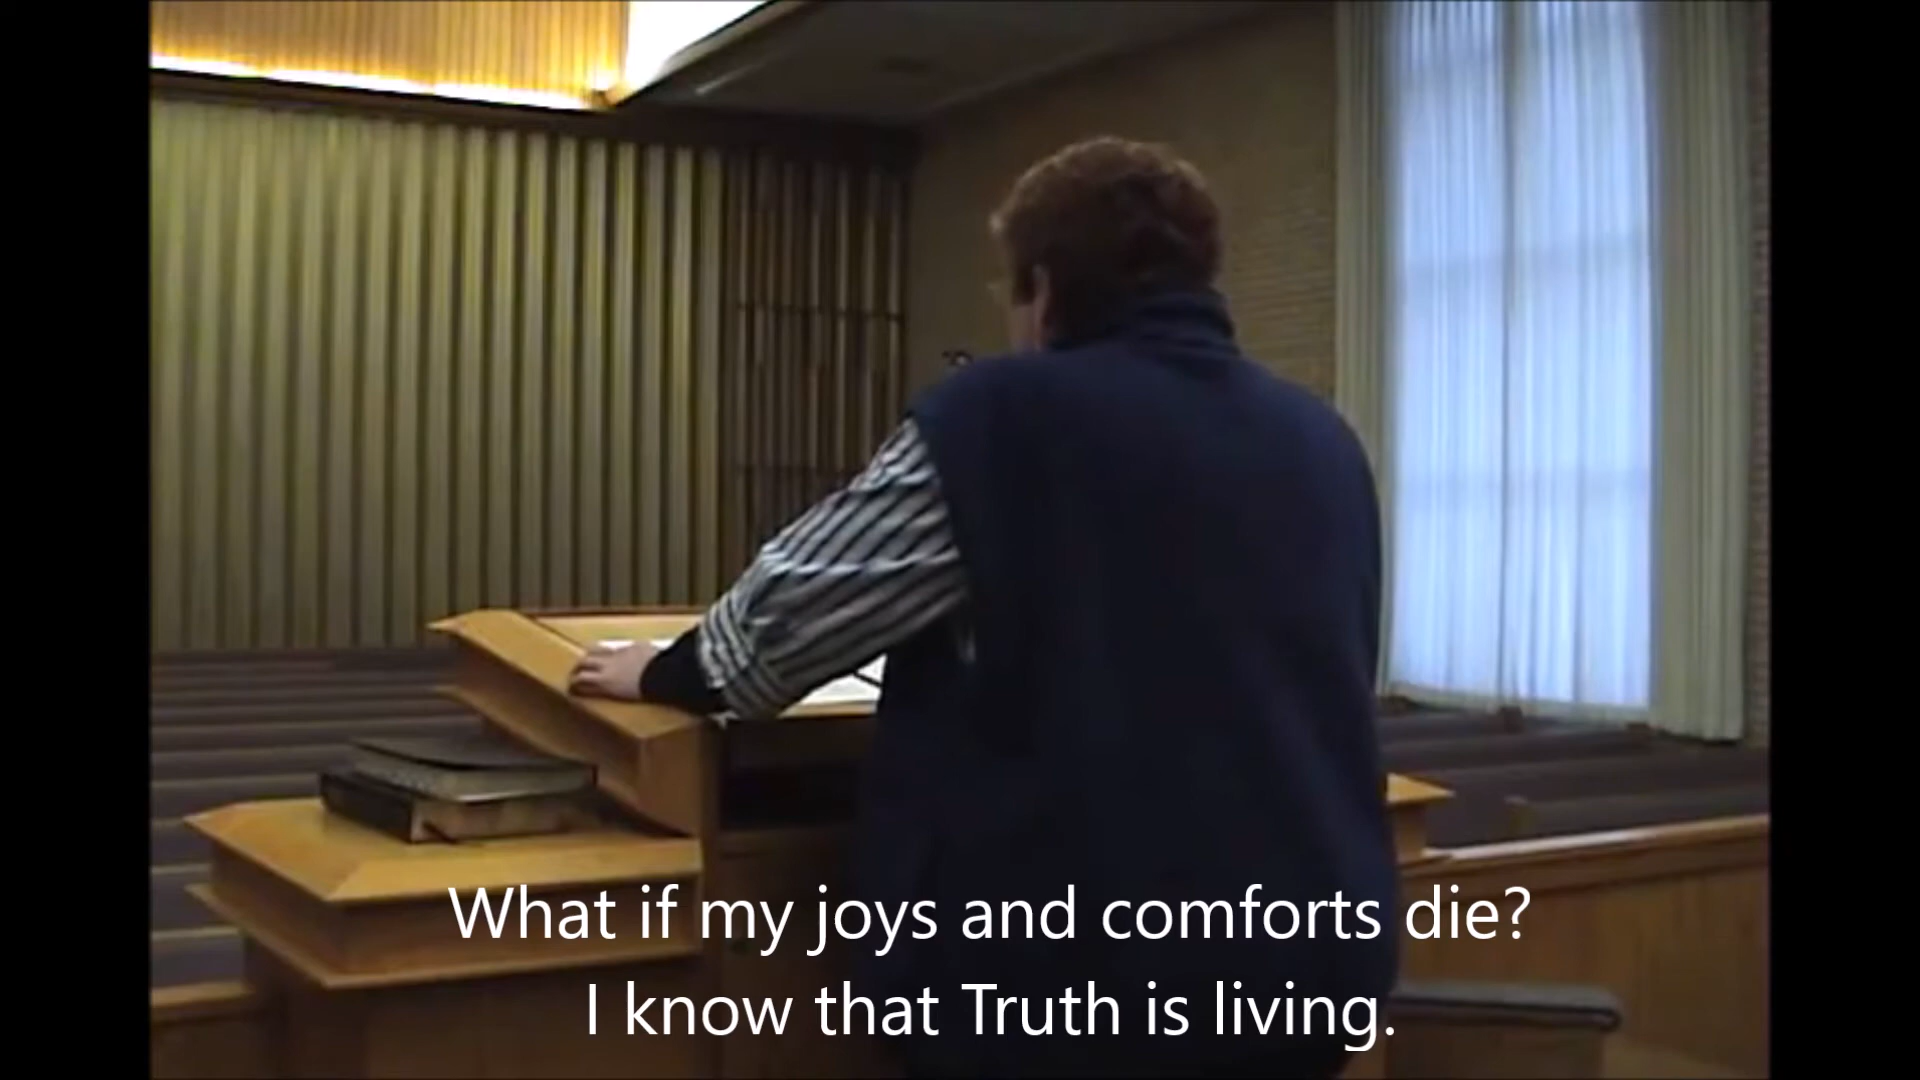 What if my joys and comforts die?
I know that Truth is living.